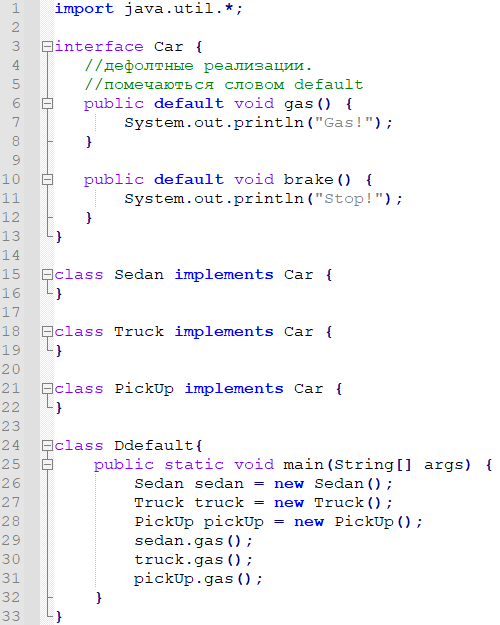 1 import java.util.*;
2
3 interface Car {
4 //дефолтные реализации.
5 //помечаються словом default
6 public default void gas() {
7 System.out.println("Gas!");
8 }
9
10 public default void brake() {
11 System.out.println("Stop!");
12 }
13 }
14
15 class Sedan implements Car {
16 }
17
18 class Truck implements Car {
19 }
20
21 class PickUp implements Car {
22 }
23
24 class Ddefault{
25 public static void main(String[] args) {
26 Sedan sedan = new Sedan();
27 Truck truck = new Truck();
28 PickUp pickUp = new PickUp();
29 sedan.gas();
30 truck.gas();
31 pickUp.gas();
32 }
33 }